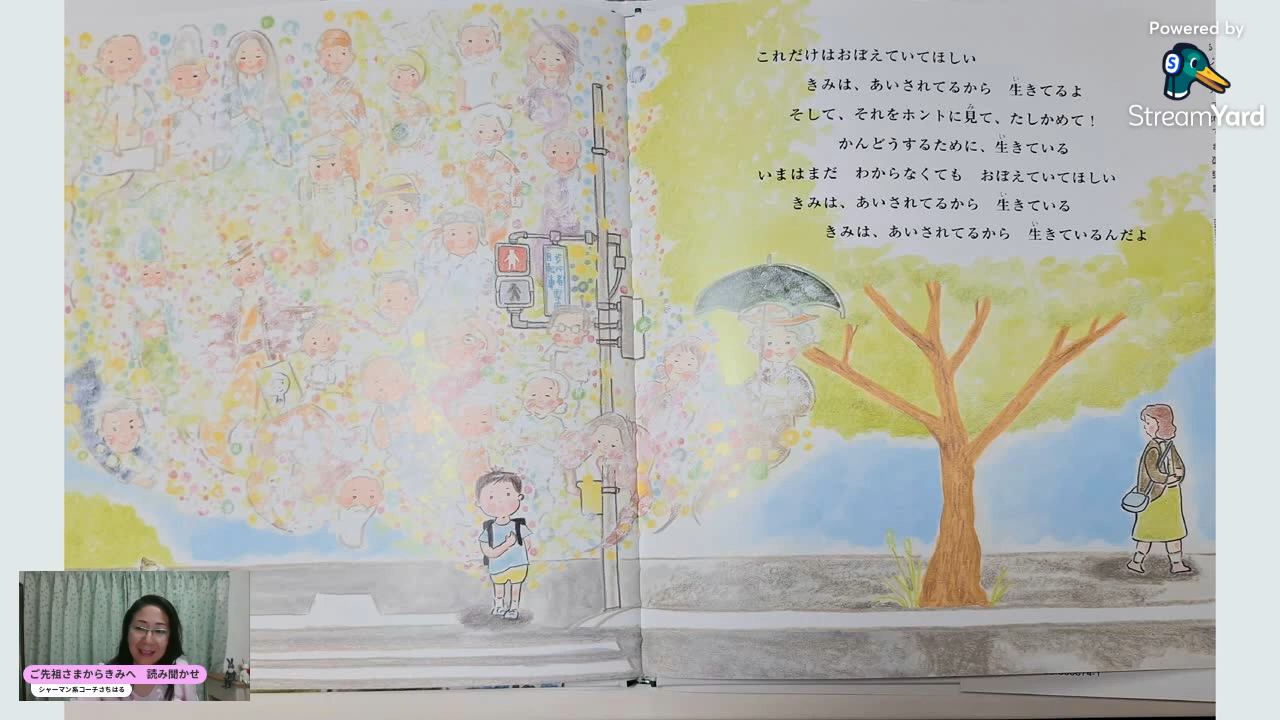 これだけはおぼえていてほしい
きみは、あいされてるから 生きてるよ
そして、それをホントに見て、たしかめて!
かんどうするために、生きている
いまはまだ わからなくても おぼえていてほしい
きみは、あいされてるから 生きている
きみは、あいされてるから 生きているんだよ
Powered by
StreamYard
ご先祖さまからきみへ 読み聞かせ
シャーマン系コーチさちはる